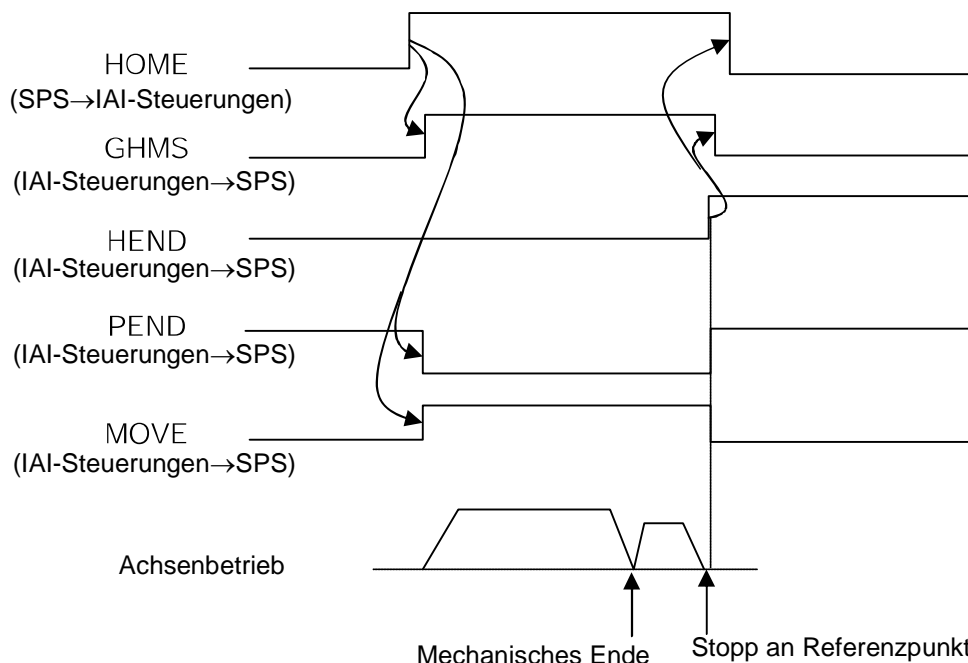 HOME
(SPS→IAI-Steuerungen)
GHMS
(IAI-Steuerungen→SPS)
HEND
(IAI-Steuerungen→SPS)
PEND
(IAI-Steuerungen→SPS)
MOVE
(IAI-Steuerungen→SPS)
Achsenbetrieb
Mechanisches Ende
Stopp an Referenzpunkt